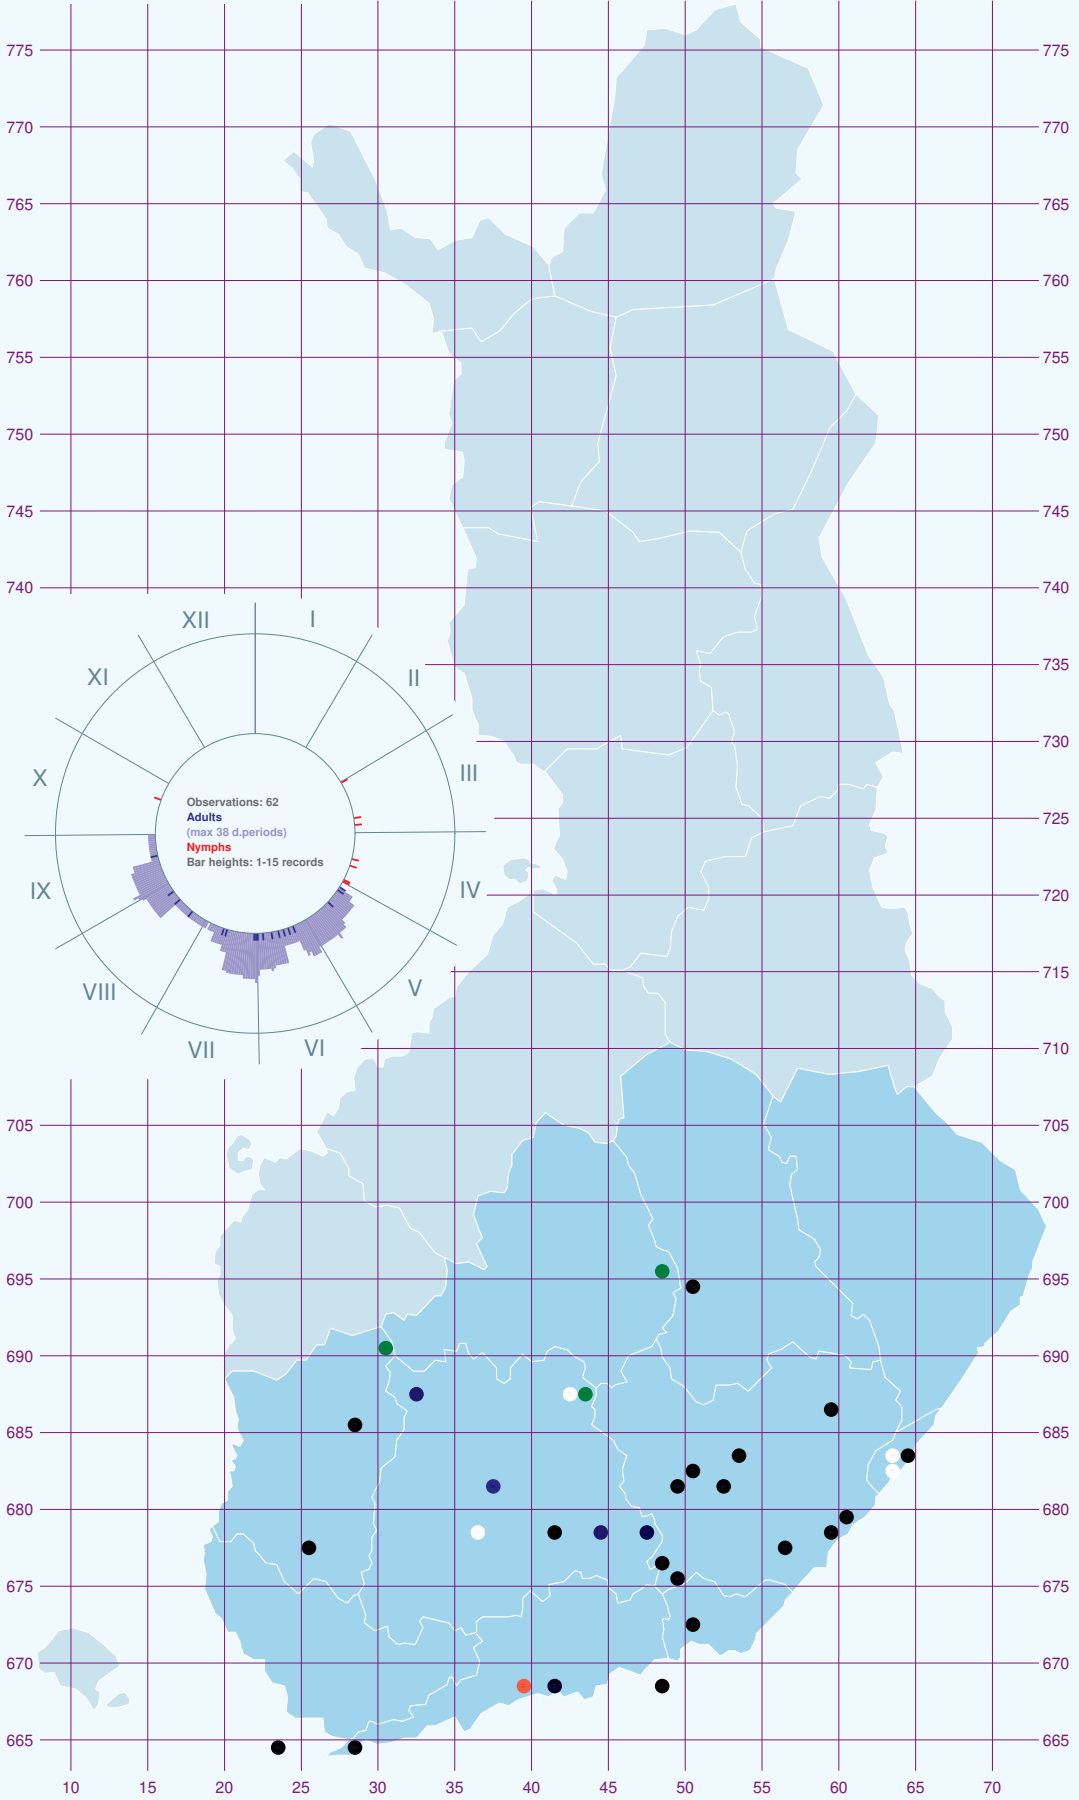 775 775
770 770
765 765
760 760
755 755
750 750
745 745
740 740
XII I
XI II
735 735
730 730
X III
Observations: 62
Adults
725
(max 38 d.periods)
Nymphs
Bar heights: 1-15 records
IX IV
720
VIII V
715
VII VI
710
705 705
700 700
695 695
690 690
685 685
680 680
675 675
670 670
665 665
10 15 20 25 30 35 40 45 50 55 60 65 70